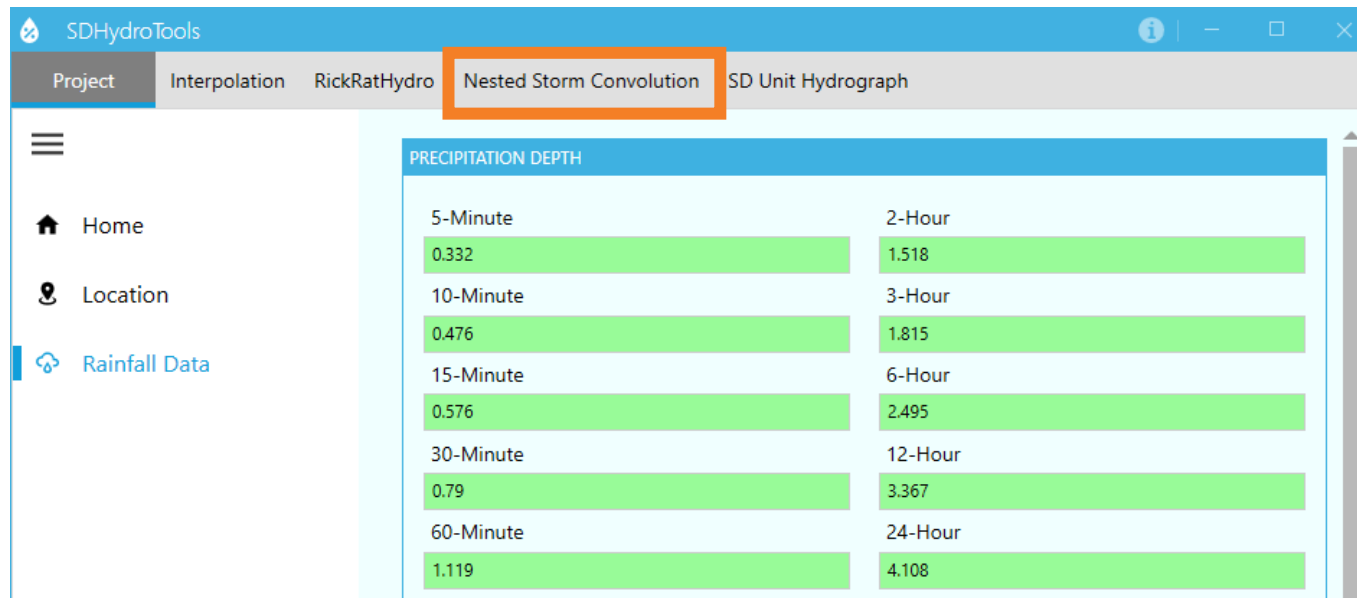 SDHydroTools
Project Interpolation RickRatHydro Nested Storm Convolution SD Unit Hydrograph
Home
Location
Rainfall Data
PRECIPITATION DEPTH
5-Minute 2-Hour
0.332 1.518
10-Minute 3-Hour
0.476 1.815
15-Minute 6-Hour
0.576 2.495
30-Minute 12-Hour
0.79 3.367
60-Minute 24-Hour
1.119 4.108